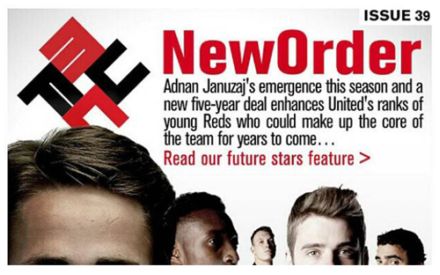 ISSUE 39
NewOrder
Adnan Januzaj's emergence this season and a
new five-year deal enhances United's ranks of
young Reds who could make up the core of
the team for years to come...
Read our future stars feature >